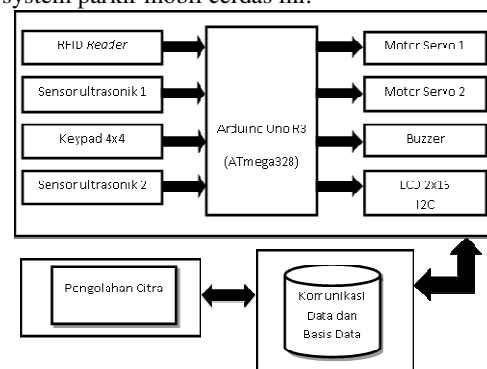 system parkir mobil cerdas ini.
RFID Reader
Sensor ultrasonik 1
Keypad 4x4
Sensor ultrasonik 2
Arduino Uno R3
(ATmega328)
Motor Servo 1
Motor Servo 2
Buzzer
LCD 2x16
I2C
Pengolahan Citra
Komunikasi
Data dan
Basis Data